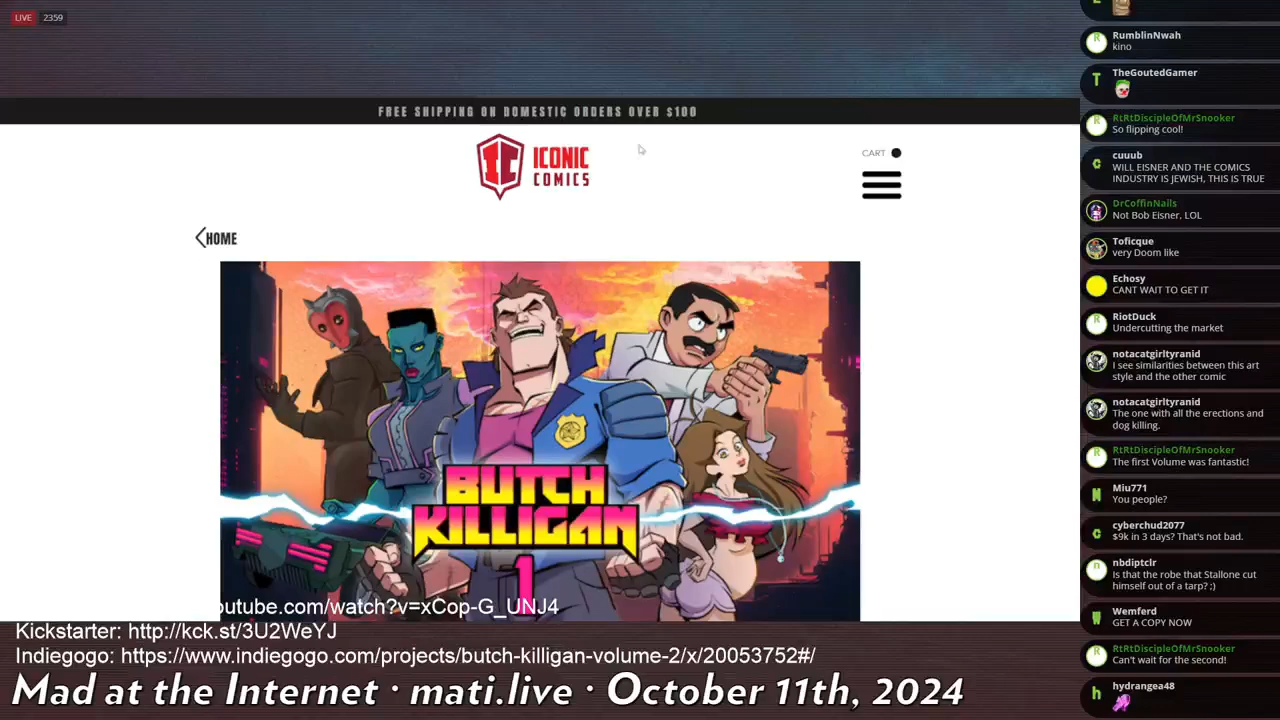 LIVE 2359
FREE SHIPPING ON DOMESTIC ORDERS OVER $100
IC ICONIC
COMICS
CART
HOME
BUTCH
KILLIGAN
1
outube.com/watch?v=xCop-G_UNJ4
Kickstarter: http://kck.st/3U2WeYJ
Indiegogo: https://www.indiegogo.com/projects/butch-killigan-volume-2/x/20053752#/
Mad at the Internet · mati.live · October 11th, 2024
RumblinNwah
kino
TheGoutedGamer
RtRtDiscipleOfMrSnooker
So flipping cool!
cuuub
WILL EISNER AND THE COMICS
INDUSTRY IS JEWISH, THIS IS TRUE
DrCoffinNails
Not Bob Eisner, LOL
Toficque
very Doom like
Echosy
CANT WAIT TO GET IT
RiotDuck
Undercutting the market
notacatgirltyranid
I see similarities between this art
style and the other comic
notacatgirltyranid
The one with all the erections and
dog killing.
RtRtDiscipleOfMrSnooker
The first Volume was fantastic!
Miu771
You people?
cyberchud2077
$9k in 3 days? That's not bad.
nbdiptclr
Is that the robe that Stallone cut
himself out of a tarp? ;)
Wemferd
GET A COPY NOW
RtRtDiscipleOfMrSnooker
Can't wait for the second!
hydrangea48